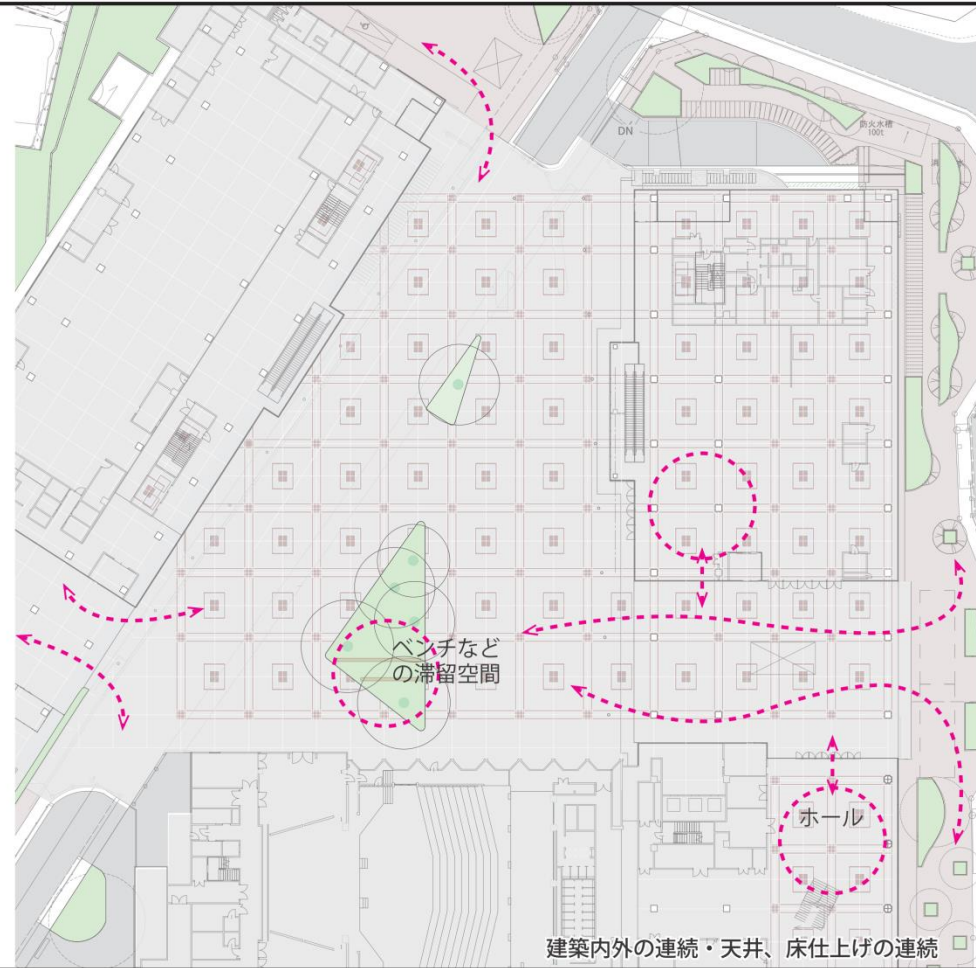 DN
防火水槽
100t
ベンチなど
の滞留空間
ホール
建築内外の連続・天井、床仕上げの連続